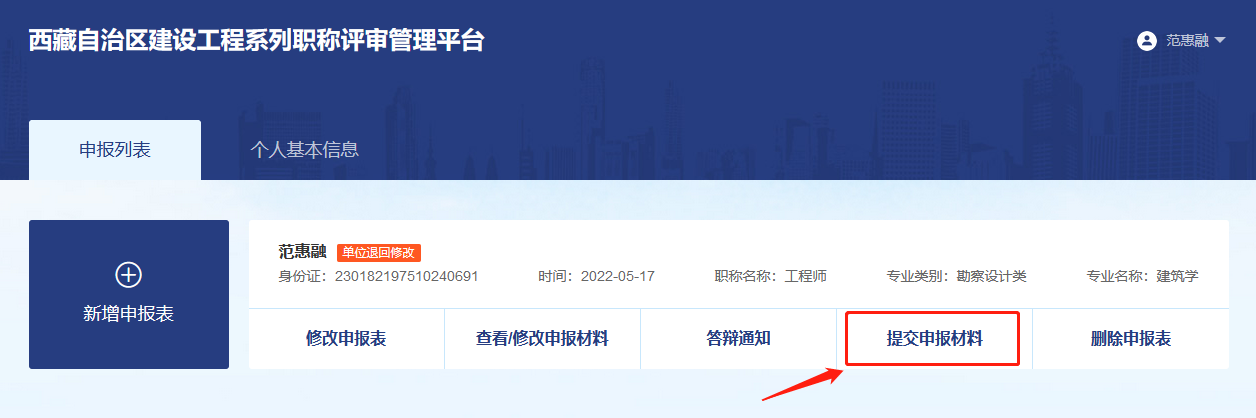 西藏自治区建设工程系列职称评审管理平台
范惠融
申报列表
个人基本信息
新增申报表
范惠融 单位退回修改
身份证：230182197510240691 时间：2022-05-17 职称名称：工程师 专业类别：勘察设计类 专业名称：建筑学
修改申报表 查看/修改申报材料 答辩通知 提交申报材料 删除申报表